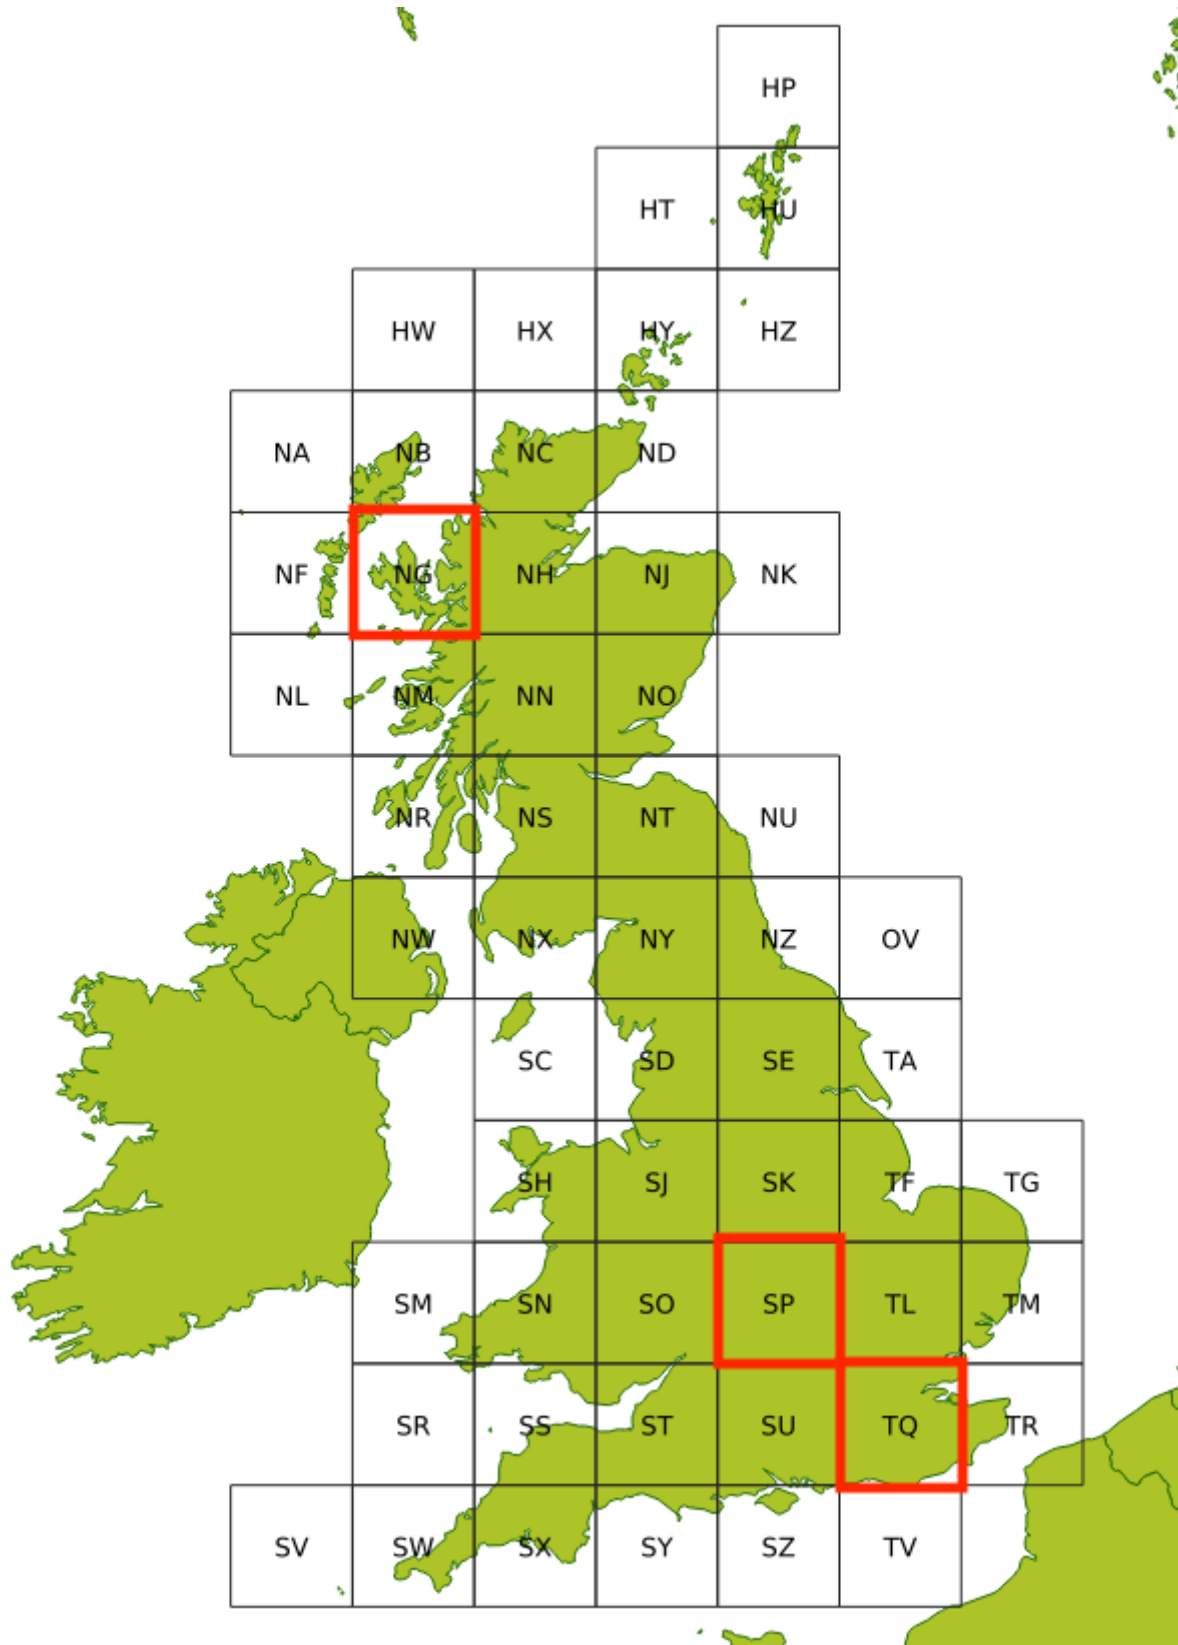 HP
HT HU
HW HX HY HZ
NA NB NC ND
NF NG NH NJ NK
NL NM NN NO
NR NS NT NU
NW NX NY NZ OV
SC SD SE TA
SH SJ SK TF TG
SM SN SO SP TL TM
SR SS ST SU TQ TR
SV SW SX SY SZ TV